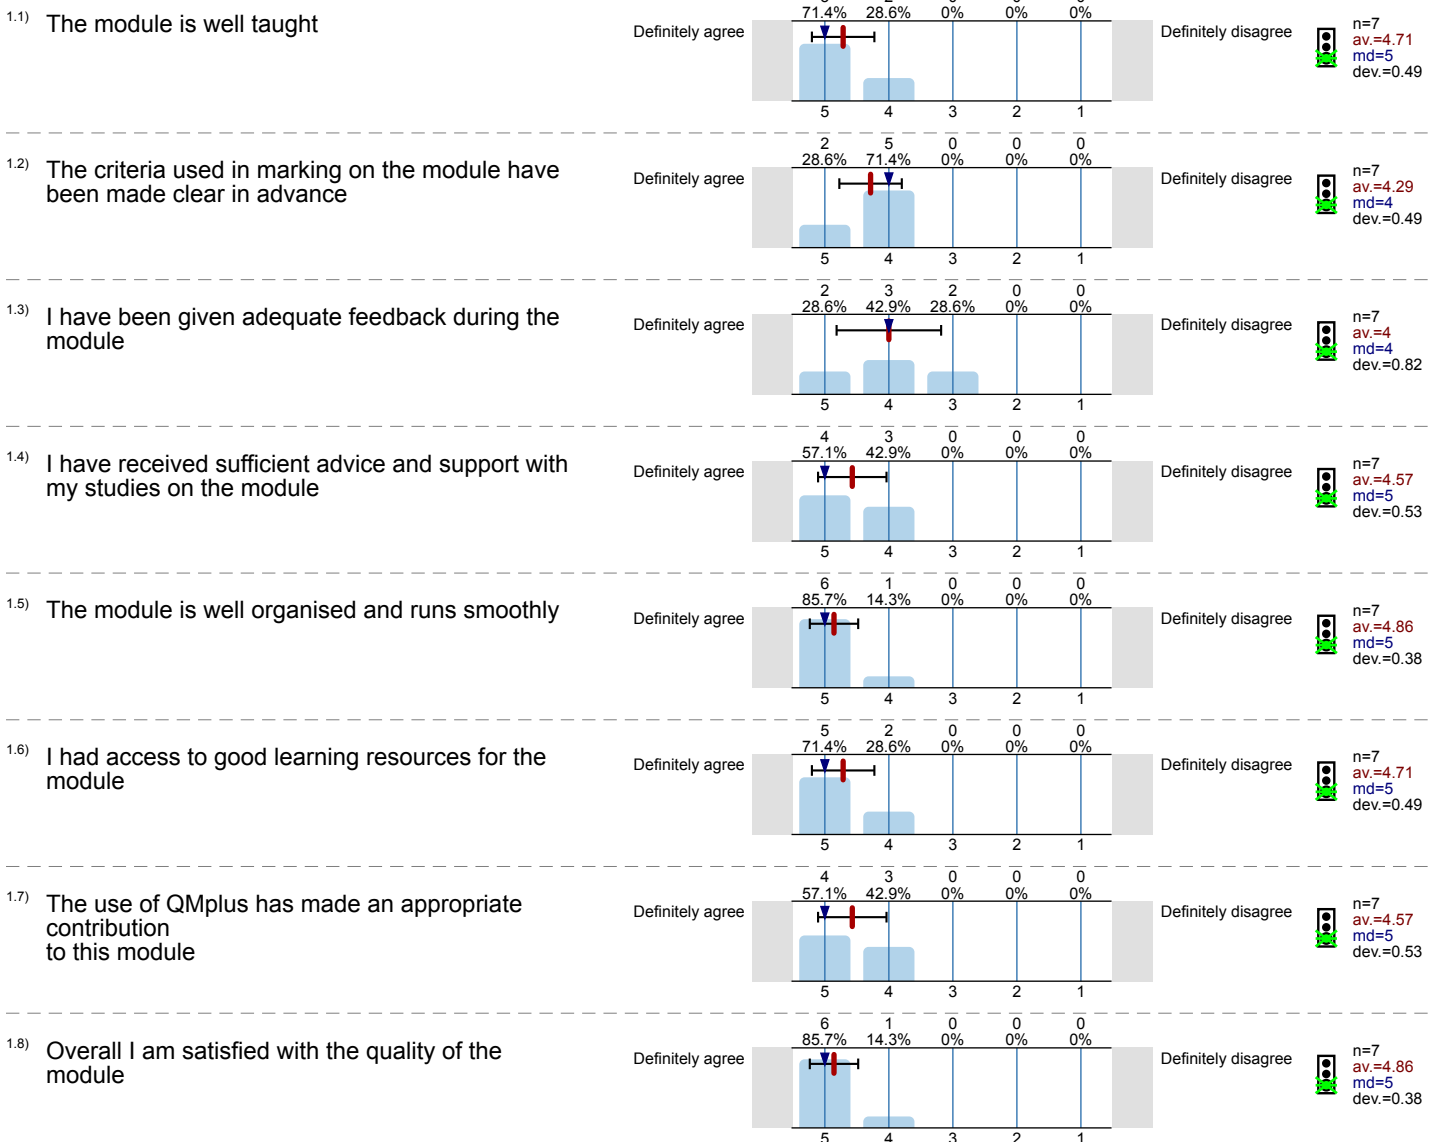 1.1) The module is well taught
Definitely agree
71.4% 28.6% 0% 0% 0%
5 4 3 2 1
Definitely disagree
n=7
av.=4.71
md=5
dev.=0.49
1.2) The criteria used in marking on the module have
been made clear in advance
Definitely agree
2 5 0 0 0
28.6% 71.4% 0% 0% 0%
5 4 3 2 1
Definitely disagree
n=7
av.=4.29
md=4
dev.=0.49
1.3) I have been given adequate feedback during the
module
Definitely agree
2 3 2 0 0
28.6% 42.9% 28.6% 0% 0%
5 4 3 2 1
Definitely disagree
n=7
av.=4
md=4
dev.=0.82
1.4) I have received sufficient advice and support with
my studies on the module
Definitely agree
4 3 0 0 0
57.1% 42.9% 0% 0% 0%
5 4 3 2 1
Definitely disagree
n=7
av.=4.57
md=5
dev.=0.53
1.5) The module is well organised and runs smoothly
Definitely agree
6 1 0 0 0
85.7% 14.3% 0% 0% 0%
5 4 3 2 1
Definitely disagree
n=7
av.=4.86
md=5
dev.=0.38
1.6) I had access to good learning resources for the
module
Definitely agree
5 2 0 0 0
71.4% 28.6% 0% 0% 0%
5 4 3 2 1
Definitely disagree
n=7
av.=4.71
md=5
dev.=0.49
1.7) The use of QMplus has made an appropriate
contribution
to this module
Definitely agree
4 3 0 0 0
57.1% 42.9% 0% 0% 0%
5 4 3 2 1
Definitely disagree
n=7
av.=4.57
md=5
dev.=0.53
1.8) Overall I am satisfied with the quality of the
module
Definitely agree
6 1 0 0 0
85.7% 14.3% 0% 0% 0%
5 4 3 2 1
Definitely disagree
n=7
av.=4.86
md=5
dev.=0.38